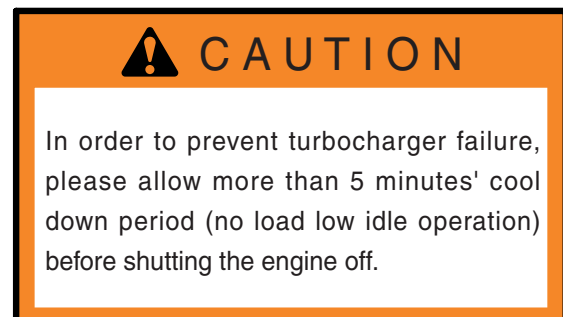 CAUTION
In order to prevent turbocharger failure,
please allow more than 5 minutes' cool
down period (no load low idle operation)
before shutting the engine off.